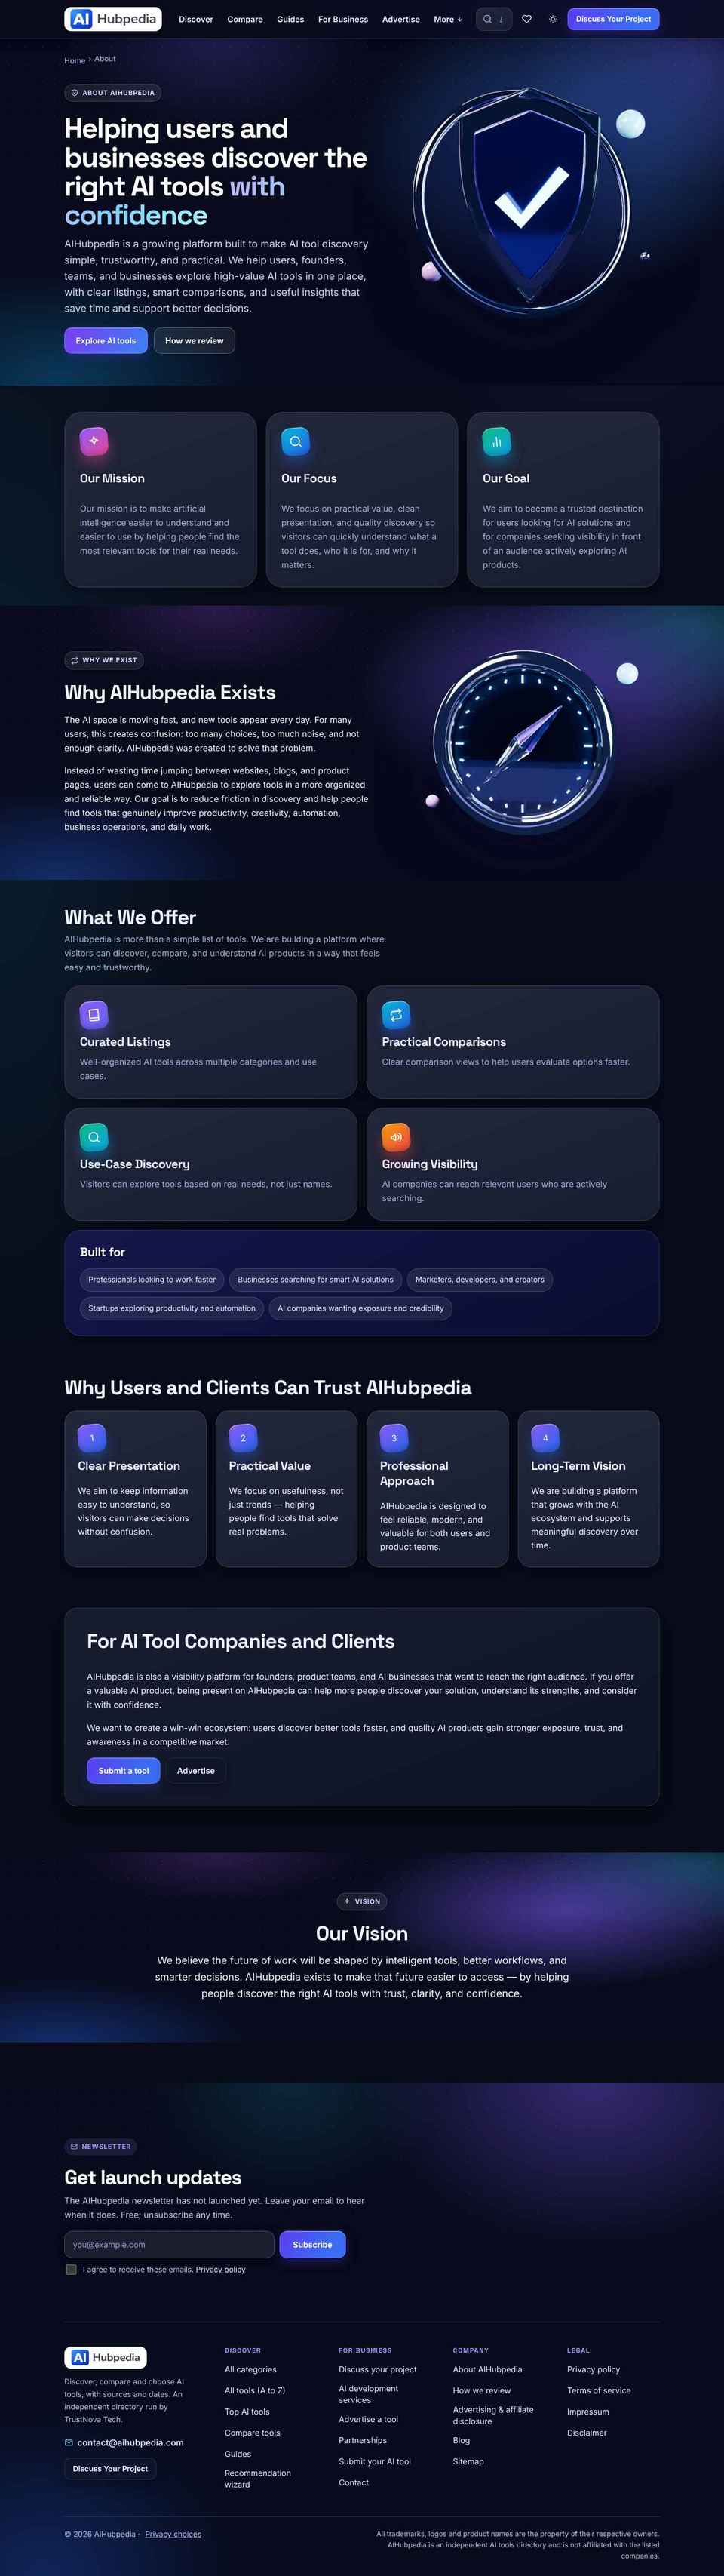 AI Hubpedia
Discover Compare Guides For Business Advertise More
Discuss Your Project
Home › About
ABOUT AIHUBPEDIA
Helping users and
businesses discover the
right AI tools with
confidence
AIHubpedia is a growing platform built to make AI tool discovery
simple, trustworthy, and practical. We help users, founders,
teams, and businesses explore high-value AI tools in one place,
with clear listings, smart comparisons, and useful insights that
save time and support better decisions.
Explore AI tools
How we review
Our Mission
Our mission is to make artificial
intelligence easier to understand and
easier to use by helping people find the
most relevant tools for their real needs.
Our Focus
We focus on practical value, clean
presentation, and quality discovery so
visitors can quickly understand what a
tool does, who it is for, and why it
matters.
Our Goal
We aim to become a trusted destination
for users looking for AI solutions and
for companies seeking visibility in front
of an audience actively exploring AI
products.
WHY WE EXIST
Why AIHubpedia Exists
The AI space is moving fast, and new tools appear every day. For many
users, this creates confusion: too many choices, too much noise, and not
enough clarity. AIHubpedia was created to solve that problem.
Instead of wasting time jumping between websites, blogs, and product
pages, users can come to AIHubpedia to explore tools in a more organized
and reliable way. Our goal is to reduce friction in discovery and help people
find tools that genuinely improve productivity, creativity, automation,
business operations, and daily work.
What We Offer
AIHubpedia is more than a simple list of tools. We are building a platform where
visitors can discover, compare, and understand AI products in a way that feels
easy and trustworthy.
Curated Listings
Well-organized AI tools across multiple categories and use
cases.
Practical Comparisons
Clear comparison views to help users evaluate options faster.
Use-Case Discovery
Visitors can explore tools based on real needs, not just names.
Growing Visibility
AI companies can reach relevant users who are actively
searching.
Built for
Professionals looking to work faster
Businesses searching for smart AI solutions
Marketers, developers, and creators
Startups exploring productivity and automation
AI companies wanting exposure and credibility
Why Users and Clients Can Trust AIHubpedia
1
Clear Presentation
We aim to keep information
easy to understand, so
visitors can make decisions
without confusion.
2
Practical Value
We focus on usefulness, not
just trends — helping
people find tools that solve
real problems.
3
Professional
Approach
AIHubpedia is designed to
feel reliable, modern, and
valuable for both users and
product teams.
4
Long-Term Vision
We are building a platform
that grows with the AI
ecosystem and supports
meaningful discovery over
time.
For AI Tool Companies and Clients
AIHubpedia is also a visibility platform for founders, product teams, and AI businesses that want to reach the right audience. If you offer
a valuable AI product, being present on AIHubpedia can help more people discover your solution, understand its strengths, and consider
it with confidence.
We want to create a win-win ecosystem: users discover better tools faster, and quality AI products gain stronger exposure, trust, and
awareness in a competitive market.
Submit a tool
Advertise
VISION
Our Vision
We believe the future of work will be shaped by intelligent tools, better workflows, and
smarter decisions. AIHubpedia exists to make that future easier to access — by helping
people discover the right AI tools with trust, clarity, and confidence.
NEWSLETTER
Get launch updates
The AIHubpedia newsletter has not launched yet. Leave your email to hear
when it does. Free; unsubscribe any time.
you@example.com
Subscribe
I agree to receive these emails. Privacy policy
AI Hubpedia
Discover, compare and choose AI
tools, with sources and dates. An
independent directory run by
TrustNova Tech.
contact@aihubpedia.com
Discuss Your Project
DISCOVER
All categories
All tools (A to Z)
Top AI tools
Compare tools
Guides
Recommendation
wizard
FOR BUSINESS
Discuss your project
AI development
services
Advertise a tool
Partnerships
Submit your AI tool
Contact
COMPANY
About AIHubpedia
How we review
Advertising & affiliate
disclosure
Blog
Sitemap
LEGAL
Privacy policy
Terms of service
Impressum
Disclaimer
© 2026 AIHubpedia · Privacy choices
All trademarks, logos and product names are the property of their respective owners.
AIHubpedia is an independent AI tools directory and is not affiliated with the listed
companies.